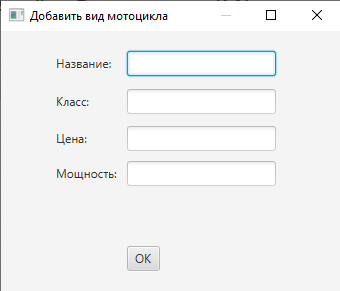 Добавить вид мотоцикла
Название:
Класс:
Цена:
Мощность:
OK